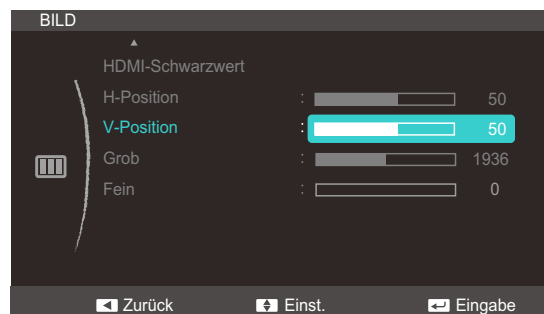 BILD
HDMI-Schwarzwert
H-Position : 50
V-Position : 50
Grob : 1936
Fein : 0
Zurück Einst. Eingabe